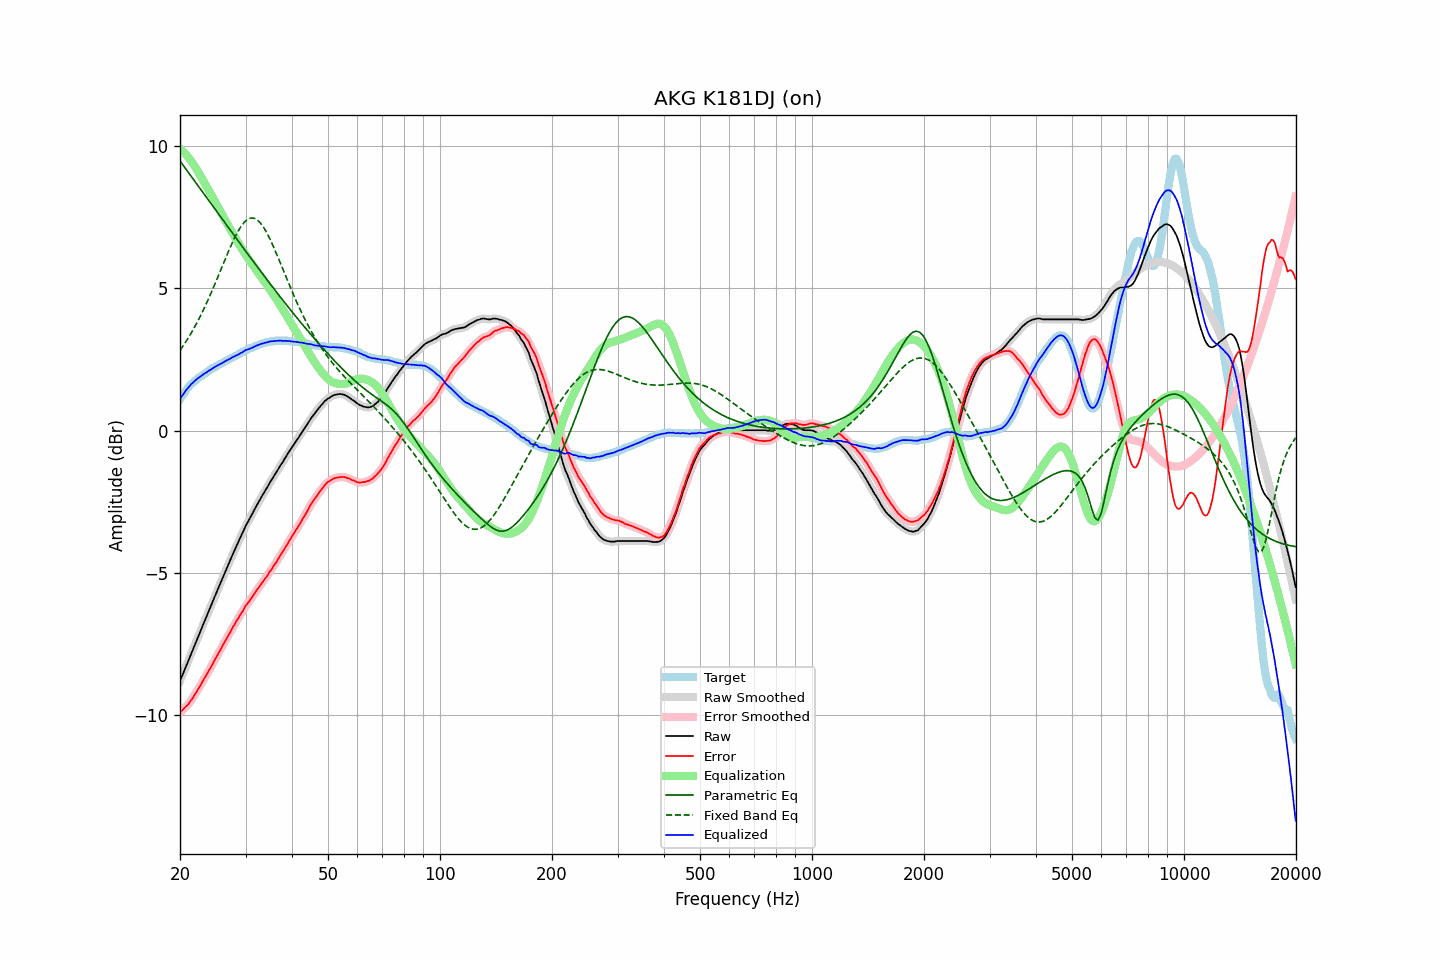 AKG K181DJ (on)
Amplitude (dBr)
10
5
0
−5
−10
20
50
100
200
500
1000
2000
5000
10000
20000
Frequency (Hz)
Target
Raw Smoothed
Error Smoothed
Raw
Error
Equalization
Parametric Eq
Fixed Band Eq
Equalized